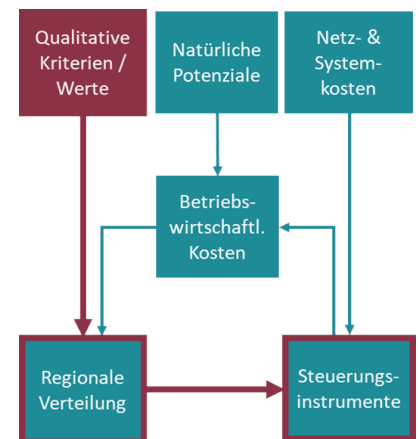 Qualitative
Kriterien /
Werte
Natürliche
Potenziale
Netz- &
System-
kosten
Betriebs-
wirtschaftl.
Kosten
Regionale
Verteilung
Steuerungs-
instrumente